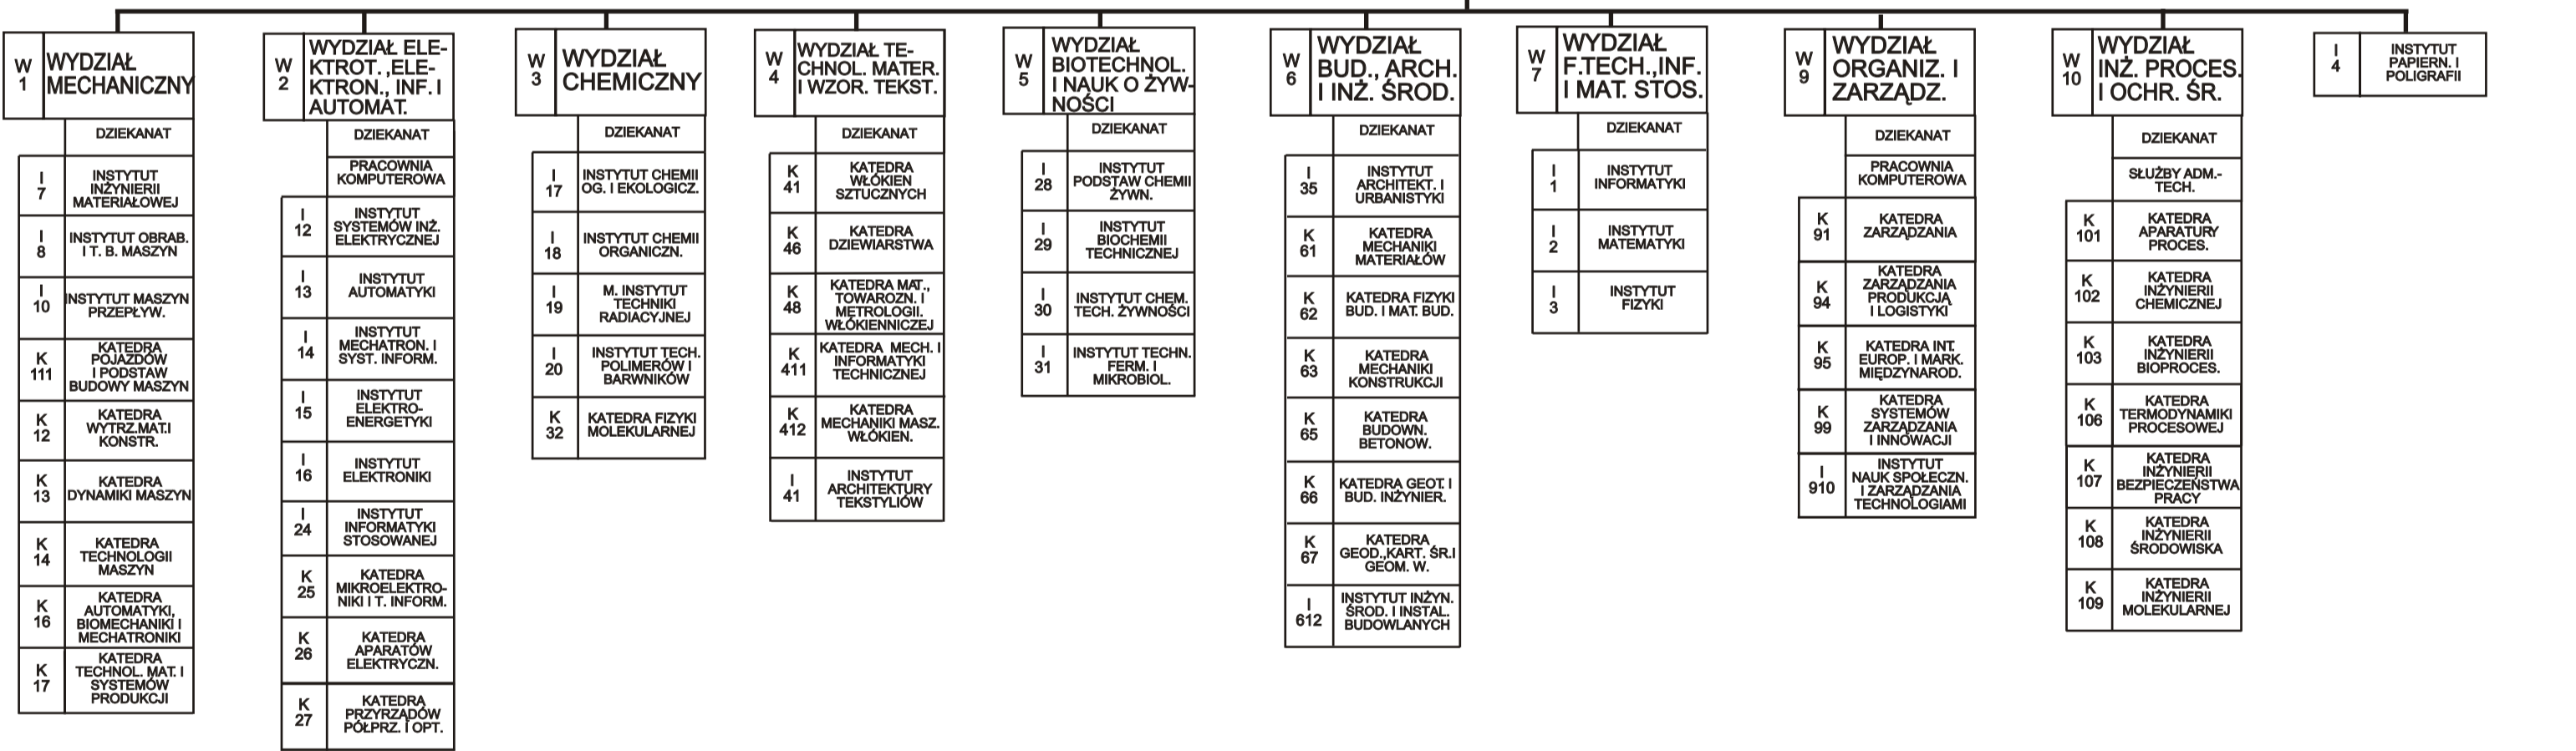 W
1
WYDZIAŁ
MECHANICZNY
DZIEKANAT
I
7
INSTYTUT
INŻYNIERII
MATERIAŁOWEJ
I
8
INSTYTUT OBRAB.
I T. B. MASZYN
I
10
INSTYTUT MASZYN
PRZEPŁYW.
K
111
KATEDRA
POJAZDÓW
I PODSTAW
BUDOWY MASZYN
K
12
KATEDRA
WYTRZ.MAT.I
KONSTR.
K
13
KATEDRA
DYNAMIKI MASZYN
K
14
KATEDRA
TECHNOLOGII
MASZYN
K
16
KATEDRA
AUTOMATYKI,
BIOMECHANIKI I
MECHATRONIKI
K
17
KATEDRA
TECHNOL. MAT. I
SYSTEMÓW
PRODUKCJI
W
2
WYDZIAŁ ELE-
KTROT. ,ELE-
KTRON., INF. I
AUTOMAT.
DZIEKANAT
PRACOWNIA
KOMPUTEROWA
I
12
INSTYTUT
SYSTEMÓW INŻ.
ELEKTRYCZNEJ
I
13
INSTYTUT
AUTOMATYKI
I
14
INSTYTUT
MECHATRON. I
SYST. INFORM.
I
15
INSTYTUT
ELEKTRO-
ENERGETYKI
I
16
INSTYTUT
ELEKTRONIKI
I
24
INSTYTUT
INFORMATYKI
STOSOWANEJ
K
25
KATEDRA
MIKROELEKTRO-
NIKI I T. INFORM.
K
26
KATEDRA
APARATÓW
ELEKTRYCZN.
K
27
KATEDRA
PRZYRZĄDÓW
PÓŁPRZ. I OPT.
W
3
WYDZIAŁ
CHEMICZNY
DZIEKANAT
I
17
INSTYTUT CHEMII
OG. I EKOLOGICZ.
I
18
INSTYTUT CHEMII
ORGANICZN.
I
19
M. INSTYTUT
TECHNIKI
RADIACYJNEJ
I
20
INSTYTUT TECH.
POLIMERÓW I
BARWNIKÓW
K
32
KATEDRA FIZYKI
MOLEKULARNEJ
W
4
WYDZIAŁ TE-
CHNOL. MATER.
I WZOR. TEKST.
DZIEKANAT
K
41
KATEDRA
WŁÓKIEN
SZTUCZNYCH
K
46
KATEDRA
DZIEWIARSTWA
K
48
KATEDRA MAT.,
TOWAROZN. I
METROLOGII.
WŁÓKIENNICZEJ
K
411
KATEDRA MECH. I
INFORMATYKI
TECHNICZNEJ
K
412
KATEDRA
MECHANIKI MASZ.
WŁÓKIEN.
I
41
INSTYTUT
ARCHITEKTURY
TEKSTYLIÓW
W
5
WYDZIAŁ
BIOTECHNOL.
I NAUK O ŻYW-
NOŚCI
DZIEKANAT
I
28
INSTYTUT
PODSTAW CHEMII
ŻYWN.
I
29
INSTYTUT
BIOCHEMII
TECHNICZNEJ
I
30
INSTYTUT CHEM.
TECH. ŻYWNOŚCI
I
31
INSTYTUT TECHN.
FERM. I
MIKROBIOL.
W
6
WYDZIAŁ
BUD., ARCH.
I INŻ. ŚROD.
DZIEKANAT
I
35
INSTYTUT
ARCHITEKT. I
URBANISTYKI
K
61
KATEDRA
MECHANIKI
MATERIAŁÓW
K
62
KATEDRA FIZYKI
BUD. I MAT. BUD.
K
63
KATEDRA
MECHANIKI
KONSTRUKCJI
K
65
KATEDRA
BUDOWN.
BETONOW.
K
66
KATEDRA GEOT. I
BUD. INŻYNIER.
K
67
KATEDRA
GEOD.,KART. ŚR.I
GEOM. W.
I
612
INSTYTUT INŻYN.
ŚROD. I INSTAL.
BUDOWLANYCH
W
7
WYDZIAŁ
F.TECH.,INF.
I MAT. STOS.
DZIEKANAT
I
1
INSTYTUT
INFORMATYKI
I
2
INSTYTUT
MATEMATYKI
I
3
INSTYTUT
FIZYKI
W
9
WYDZIAŁ
ORGANIZ. I
ZARZĄDZ.
DZIEKANAT
PRACOWNIA
KOMPUTEROWA
K
91
KATEDRA
ZARZĄDZANIA
K
94
KATEDRA
ZARZĄDZANIA
PRODUKCJĄ
I LOGISTYKI
K
95
KATEDRA INT.
EUROP. I MARK.
MIĘDZYNAROD.
K
99
KATEDRA
SYSTEMÓW
ZARZĄDZANIA
I INNOWACJI
I
910
INSTYTUT
NAUK SPOŁECZN.
I ZARZĄDZANIA
TECHNOLOGIAMI
W
10
WYDZIAŁ
INŻ. PROCES.
I OCHR. ŚR.
DZIEKANAT
SŁUŻBY ADM.-
TECH.
K
101
KATEDRA
APARATURY
PROCES.
K
102
KATEDRA
INŻYNIERII
CHEMICZNEJ
K
103
KATEDRA
INŻYNIERII
BIOPROCES.
K
106
KATEDRA
TERMODYNAMIKI
PROCESOWEJ
K
107
KATEDRA
INŻYNIERII
BEZPIECZEŃSTWA
PRACY
K
108
KATEDRA
INŻYNIERII
ŚRODOWISKA
K
109
KATEDRA
INŻYNIERII
MOLEKULARNEJ
I
4
INSTYTUT
PAPIERN. I
POLIGRAFII